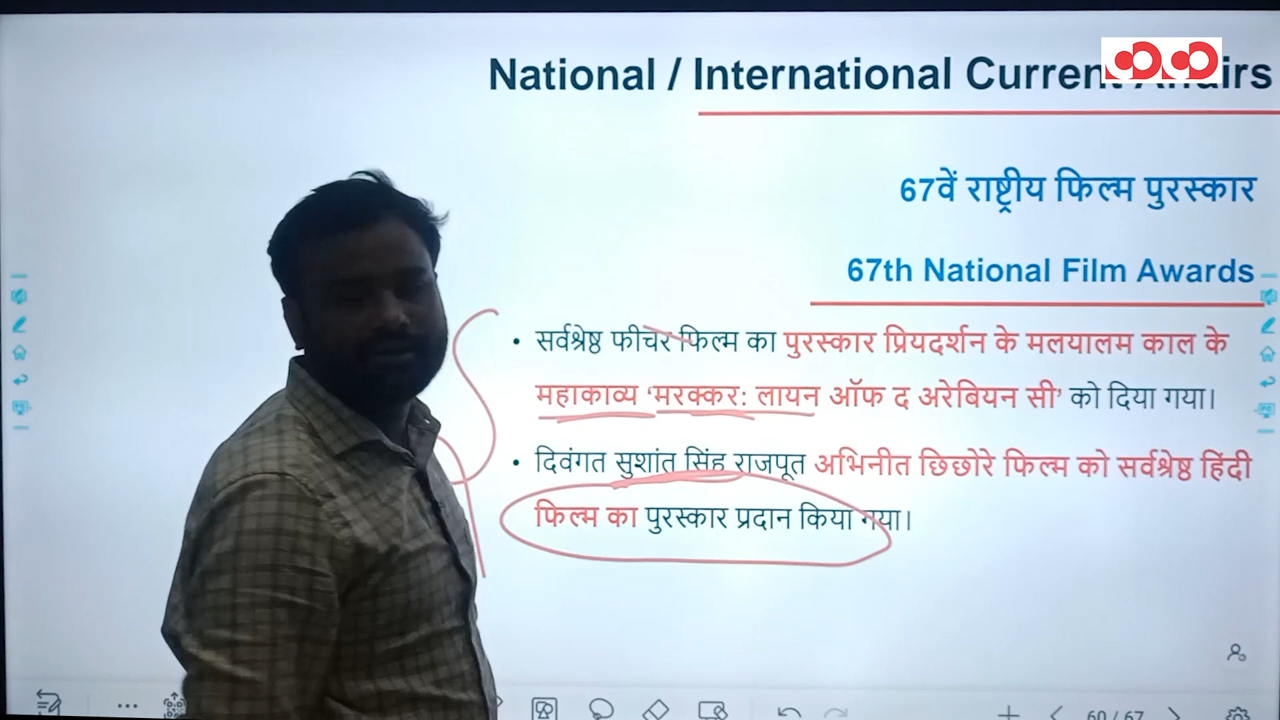 National / International Current Affairs
67वें राष्ट्रीय फिल्म पुरस्कार
67th National Film Awards
• सर्वश्रेष्ठ फीचर फिल्म का पुरस्कार प्रियदर्शन के मलयालम काल के
महाकाव्य ‘मरक्कर: लायन ऑफ द अरेबियन सी’ को दिया गया।
• दिवंगत सुशांत सिंह राजपूत अभिनीत छिछोरे फिल्म को सर्वश्रेष्ठ हिंदी
फिल्म का पुरस्कार प्रदान किया गया।
60 / 67